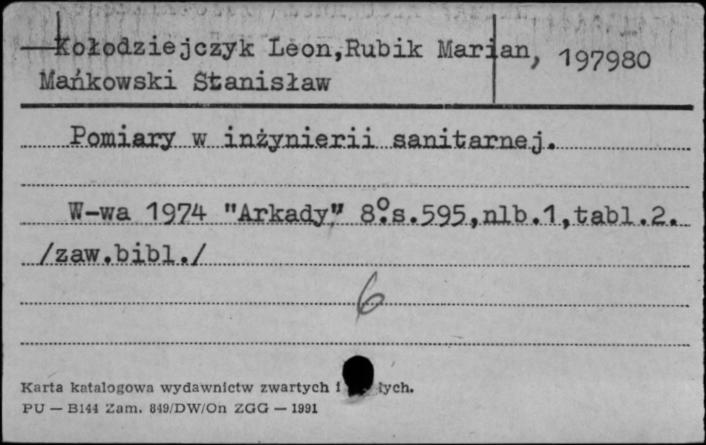 Kołodziejczyk Leon,Rubik Marian, 197980
Mańkowski Stanisław
Pomiary w inżynierii sanitarnej.
W-wa 1974 "Arkady" 8°.s.595,nlb.1,tabl.2.
/zaw.bibl./
6
Karta katalogowa wydawnictw zwartych i
PU — B144 Zam. 849/DW/On ZGG — 1991